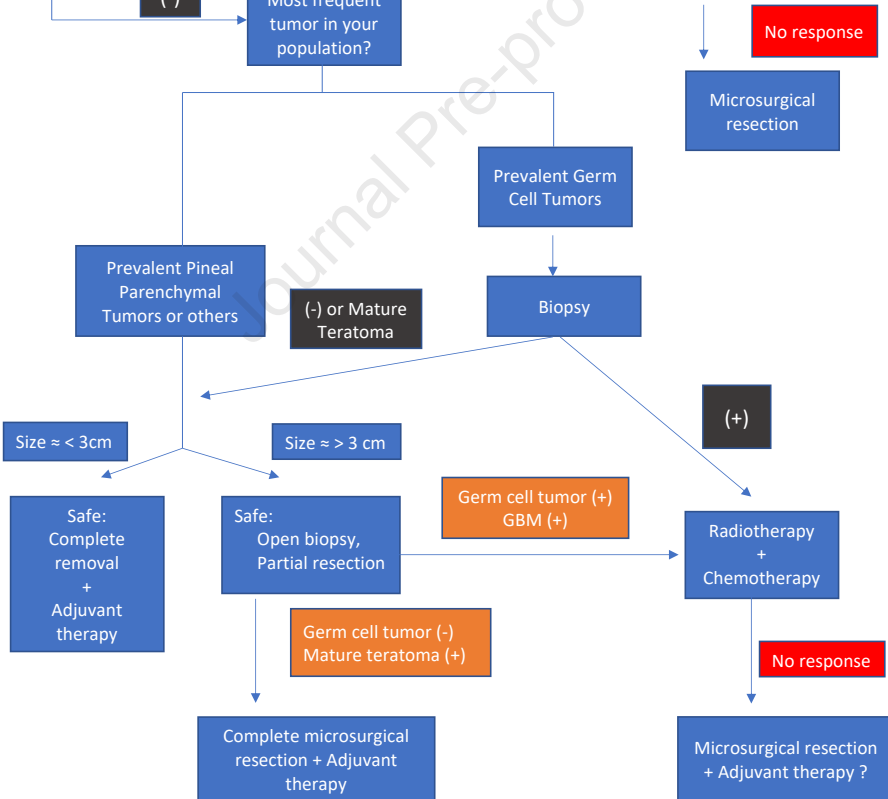 (-)
Most frequent
tumor in your
population?
No response
Microsurgical
resection
Journal Pre-pro
Prevalent Germ
Cell Tumors
Prevalent Pineal
Parenchymal
Tumors or others
(-) or Mature
Teratoma
Biopsy
(+)
Size ≈ < 3cm
Size ≈ > 3 cm
Safe:
Complete
removal
+
Adjuvant
therapy
Safe:
Open biopsy,
Partial resection
Germ cell tumor (+)
GBM (+)
Radiotherapy
+
Chemotherapy
Germ cell tumor (-)
Mature teratoma (+)
No response
Complete microsurgical
resection + Adjuvant
therapy
Microsurgical resection
+ Adjuvant therapy ?